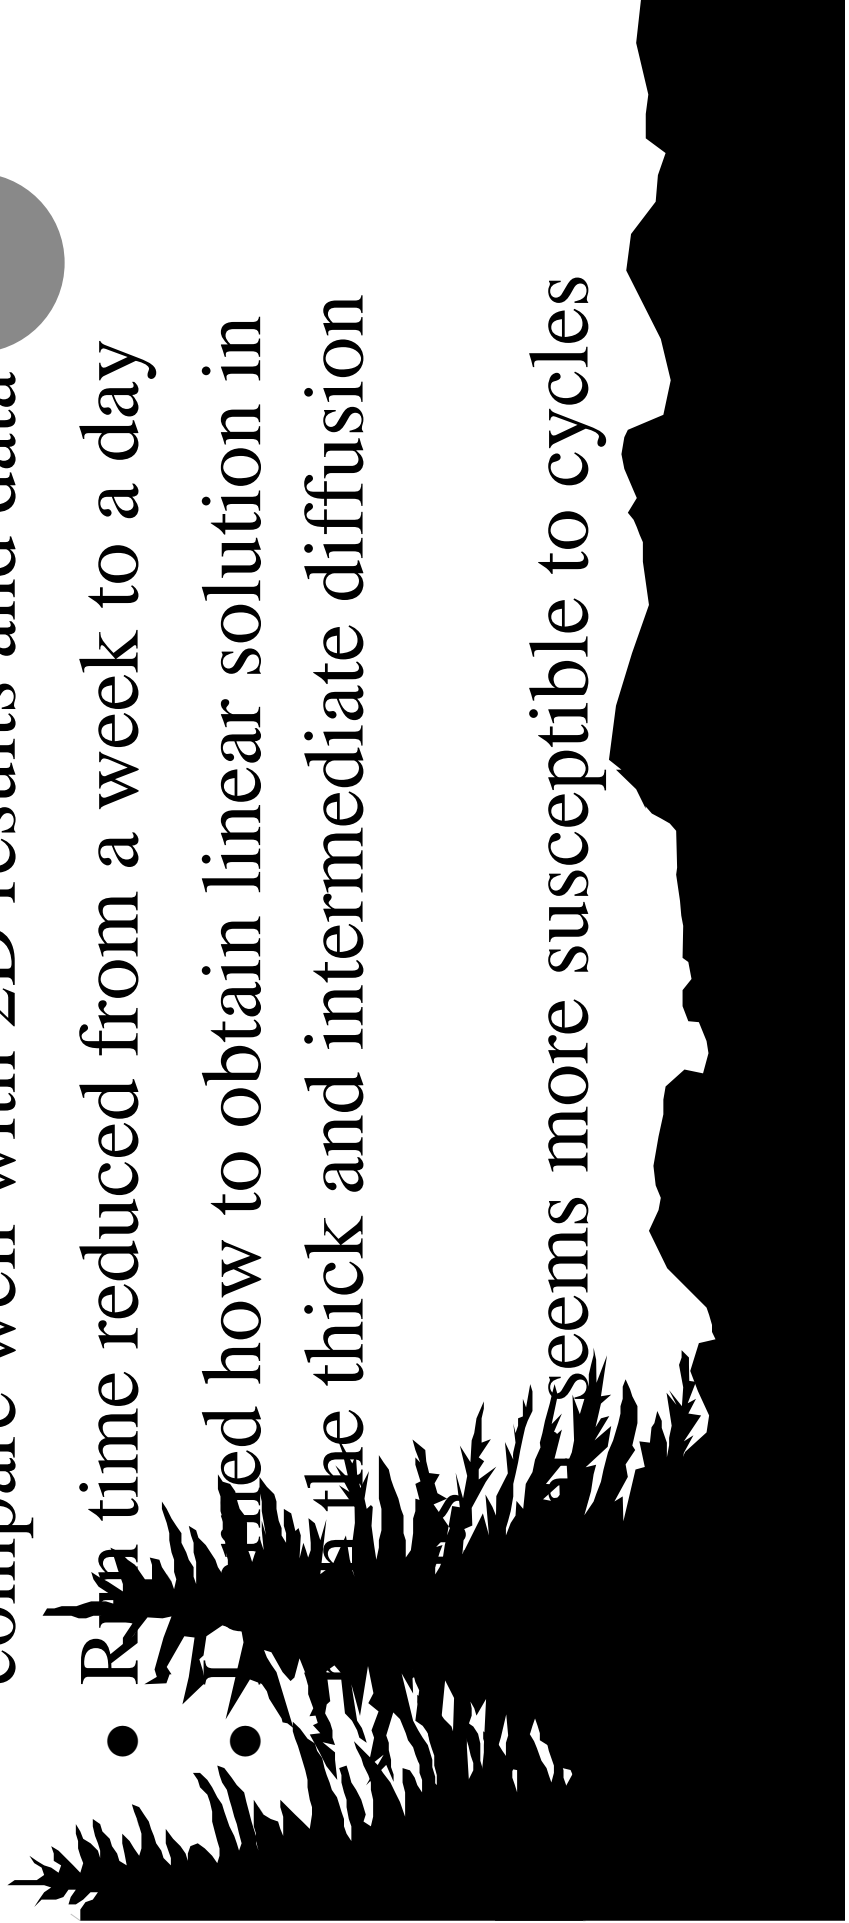 compare well with 2D results and data
• Run time reduced from a week to a day
• how to obtain linear solution in
the thick and intermediate diffusion
seems more susceptible to cycles